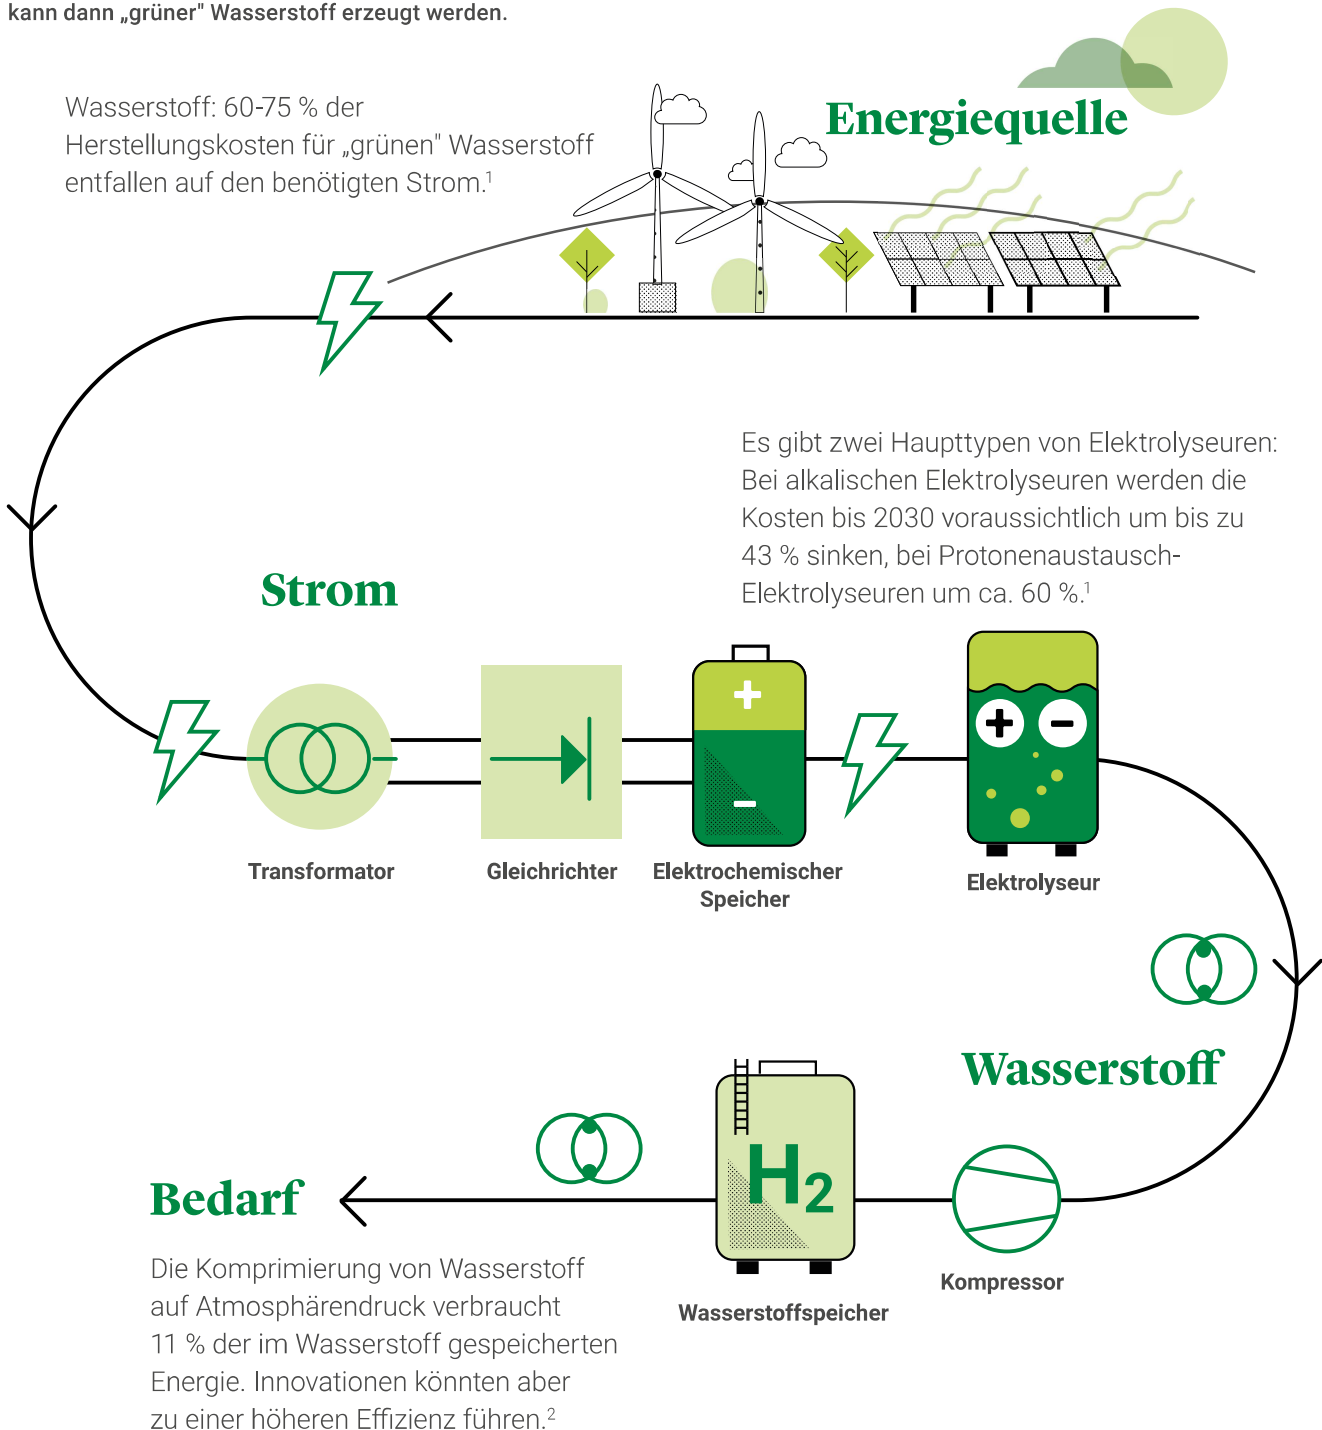 kann dann „grüner" Wasserstoff erzeugt werden.
Wasserstoff: 60-75 % der
Herstellungskosten für „grünen" Wasserstoff
entfallen auf den benötigten Strom.¹
Energiequelle
Es gibt zwei Haupttypen von Elektrolyseuren:
Bei alkalischen Elektrolyseuren werden die
Kosten bis 2030 voraussichtlich um bis zu
43 % sinken, bei Protonenaustausch-
Elektrolyseuren um ca. 60 %.¹
Strom
Transformator
Gleichrichter
Elektrochemischer
Speicher
Elektrolyseur
Wasserstoff
H₂
Bedarf
Kompressor
Wasserstoffspeicher
Die Komprimierung von Wasserstoff
auf Atmosphärendruck verbraucht
11 % der im Wasserstoff gespeicherten
Energie. Innovationen könnten aber
zu einer höheren Effizienz führen.²